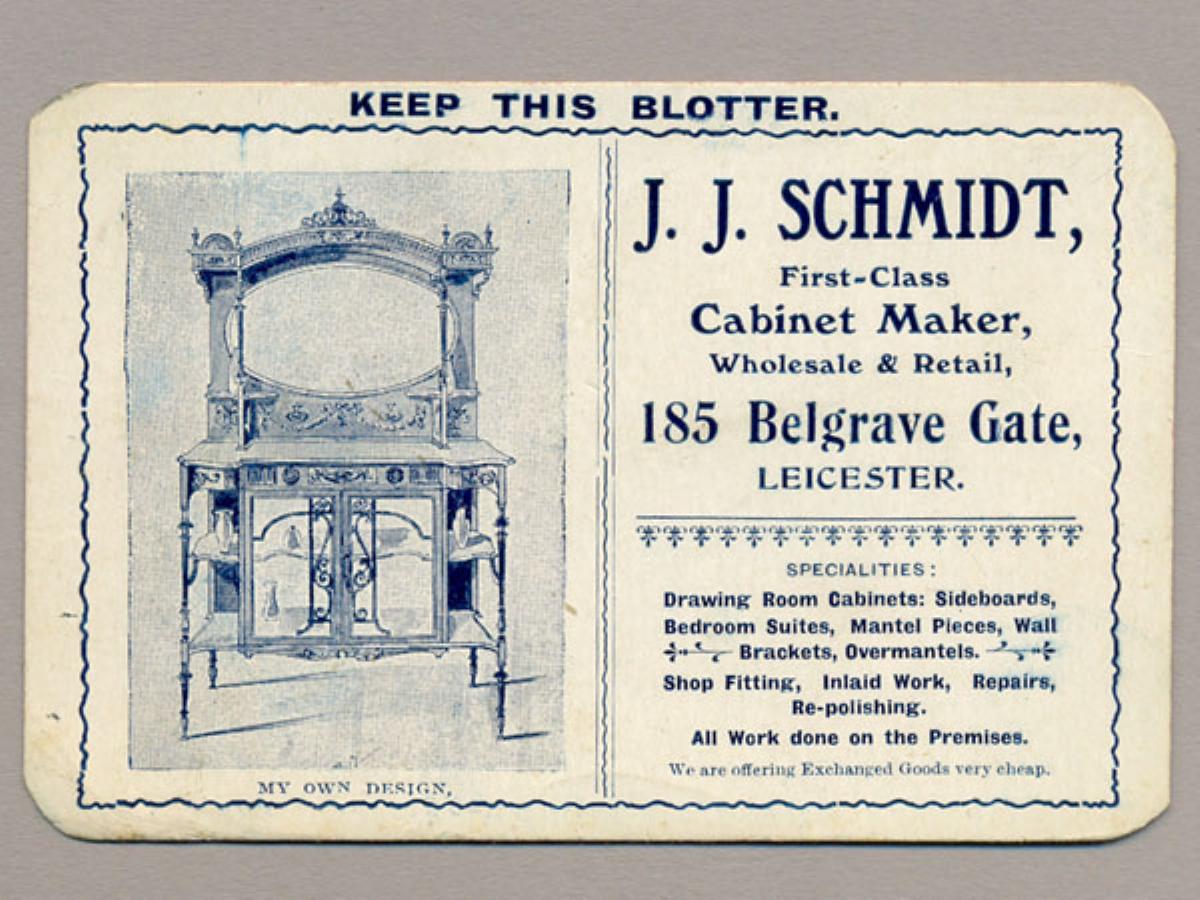 KEEP THIS BLOTTER.
MY OWN DESIGN,
J. J. SCHMIDT,
First-Class
Cabinet Maker,
Wholesale & Retail,
185 Belgrave Gate,
LEICESTER.
SPECIALITIES:
Drawing Room Cabinets: Sideboards,
Bedroom Suites, Mantel Pieces, Wall
Brackets, Overmantels.
Shop Fitting, Inlaid Work, Repairs,
Re-polishing.
All Work done on the Premises.
We are offering Exchanged Goods very cheap.